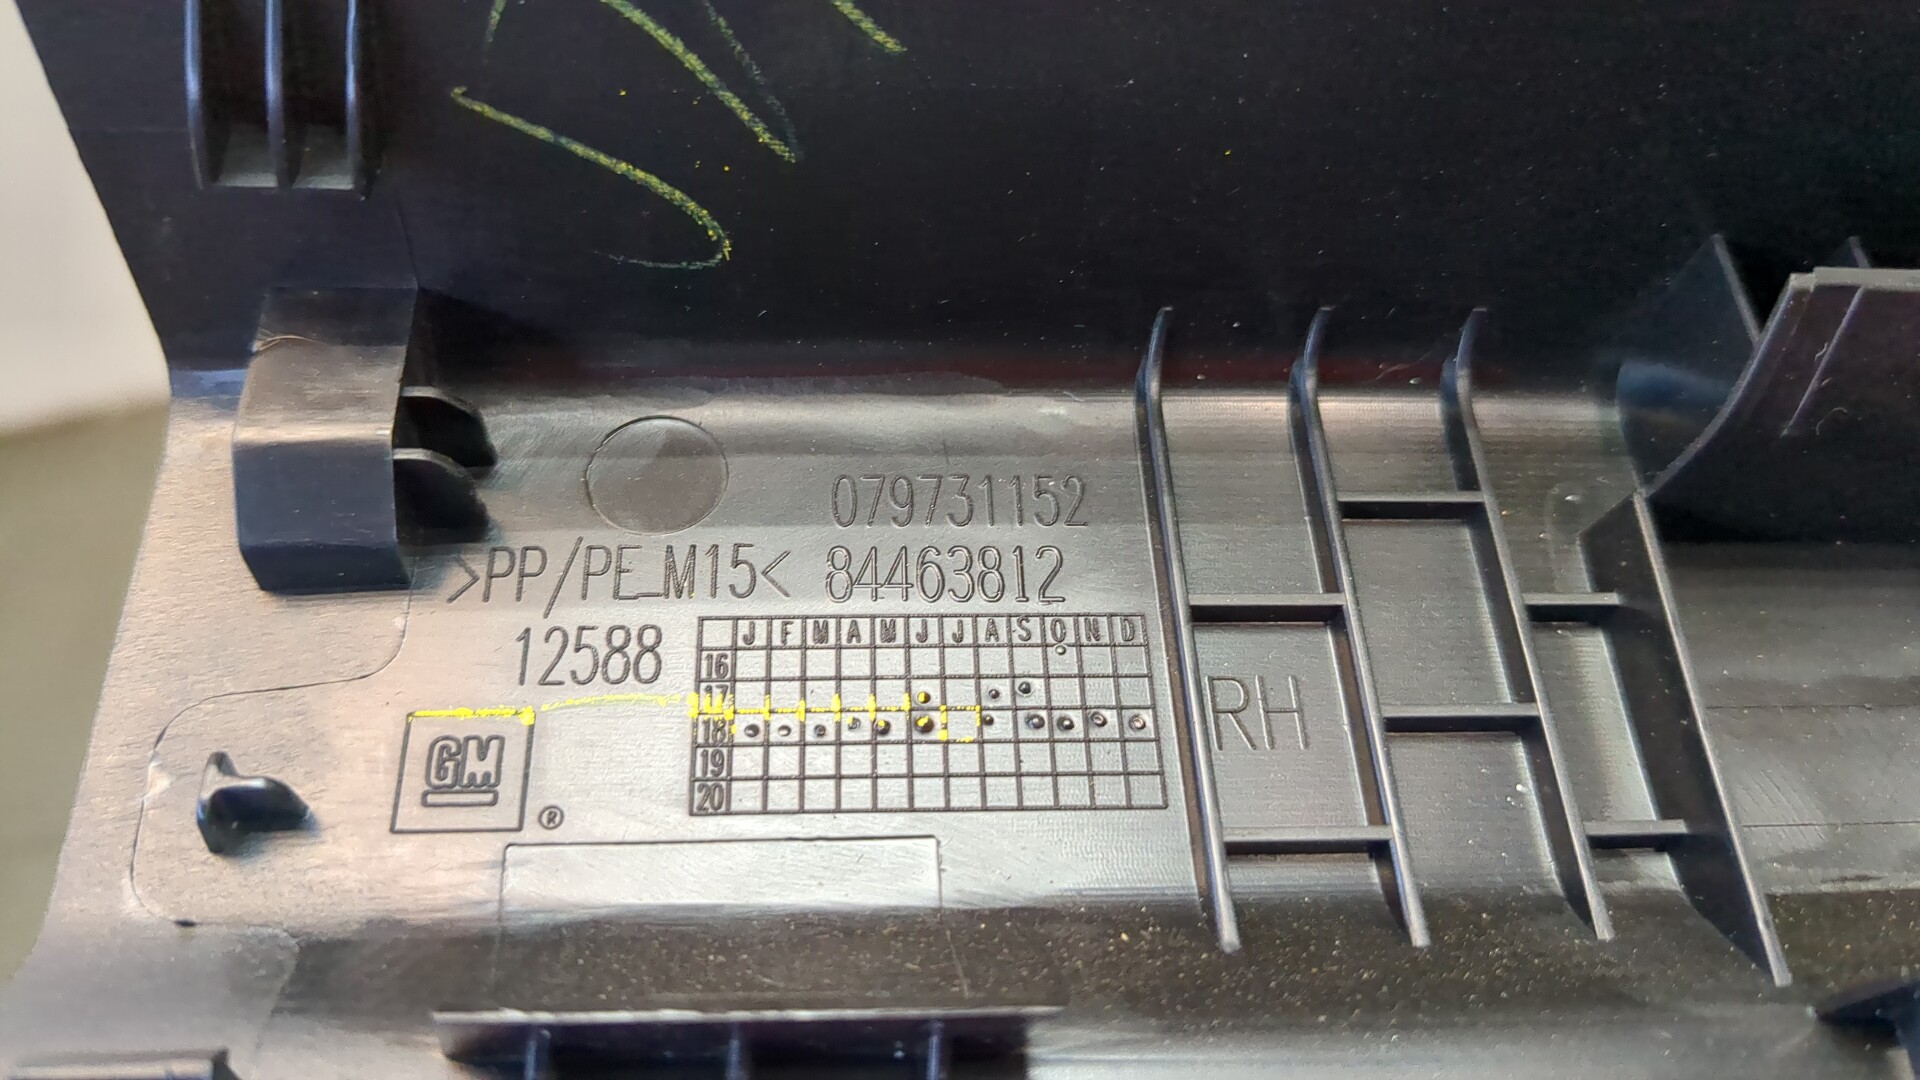 079731152
>PP/PE_M15< 84463812
12588
J F M A M J J A S O N D
16
17
18
19
20
RH
GM
®